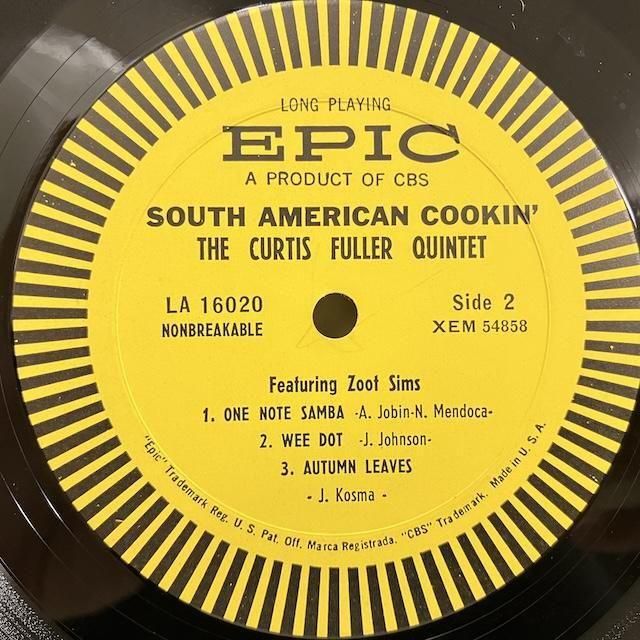 LONG PLAYING
EPIC
A PRODUCT OF CBS
SOUTH AMERICAN COOKIN'
THE CURTIS FULLER QUINTET
LA 16020
NONBREAKABLE
Side 2
XEM 54858
Featuring Zoot Sims
1. ONE NOTE SAMBA -A. Jobin-N. Mendoca-
2. WEE DOT -J. Johnson-
3. AUTUMN LEAVES
- J. Kosma -
"Epic" Trademark Reg. U. S. Pat. Off. Marca Registrada. "CBS" Trademark. Made in U. S. A.